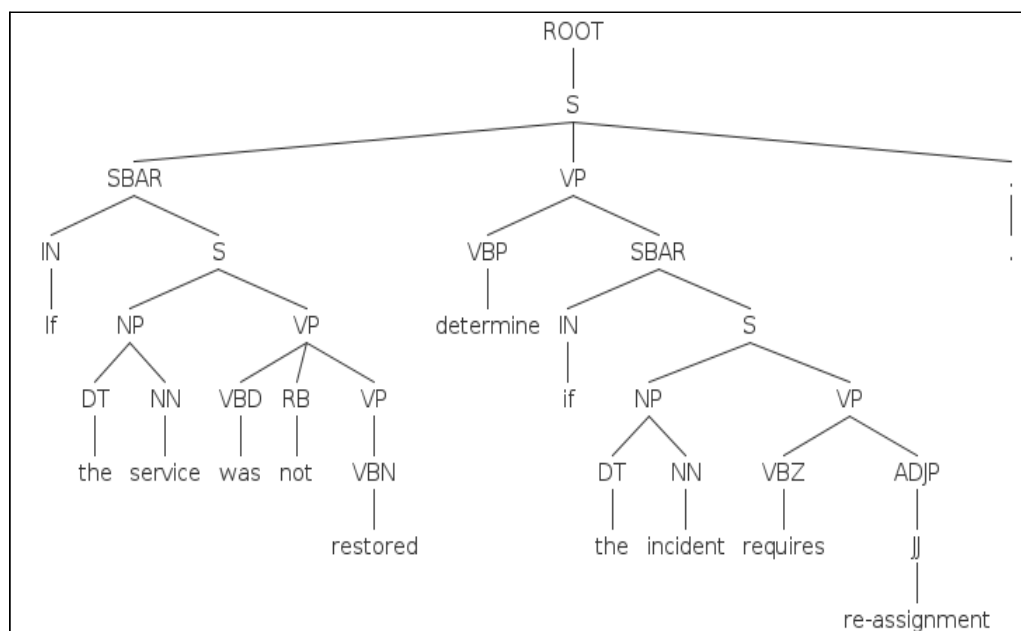 ROOT
S
SBAR VP .
IN S VBP SBAR .
If NP VP determine IN S
DT NN VBD RB VP if NP VP
the service was not VBN DT NN VBZ ADJP
restored the incident requires JJ
re-assignment